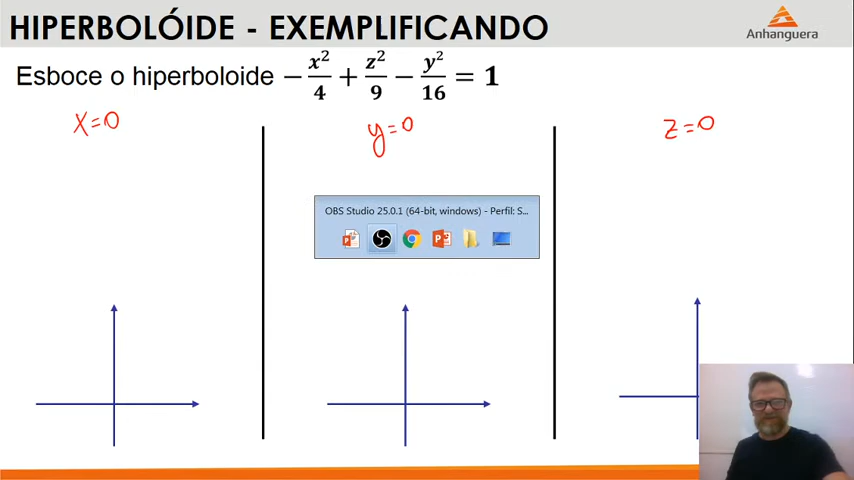 HIPERBOLÓIDE - EXEMPLIFICANDO
Anhanguera
Esboce o hiperboloide −x²/4 + z²/9 − y²/16 = 1
x=0
y=0
z=0
OBS Studio 25.0.1 (64-bit, windows) - Perfil: S...